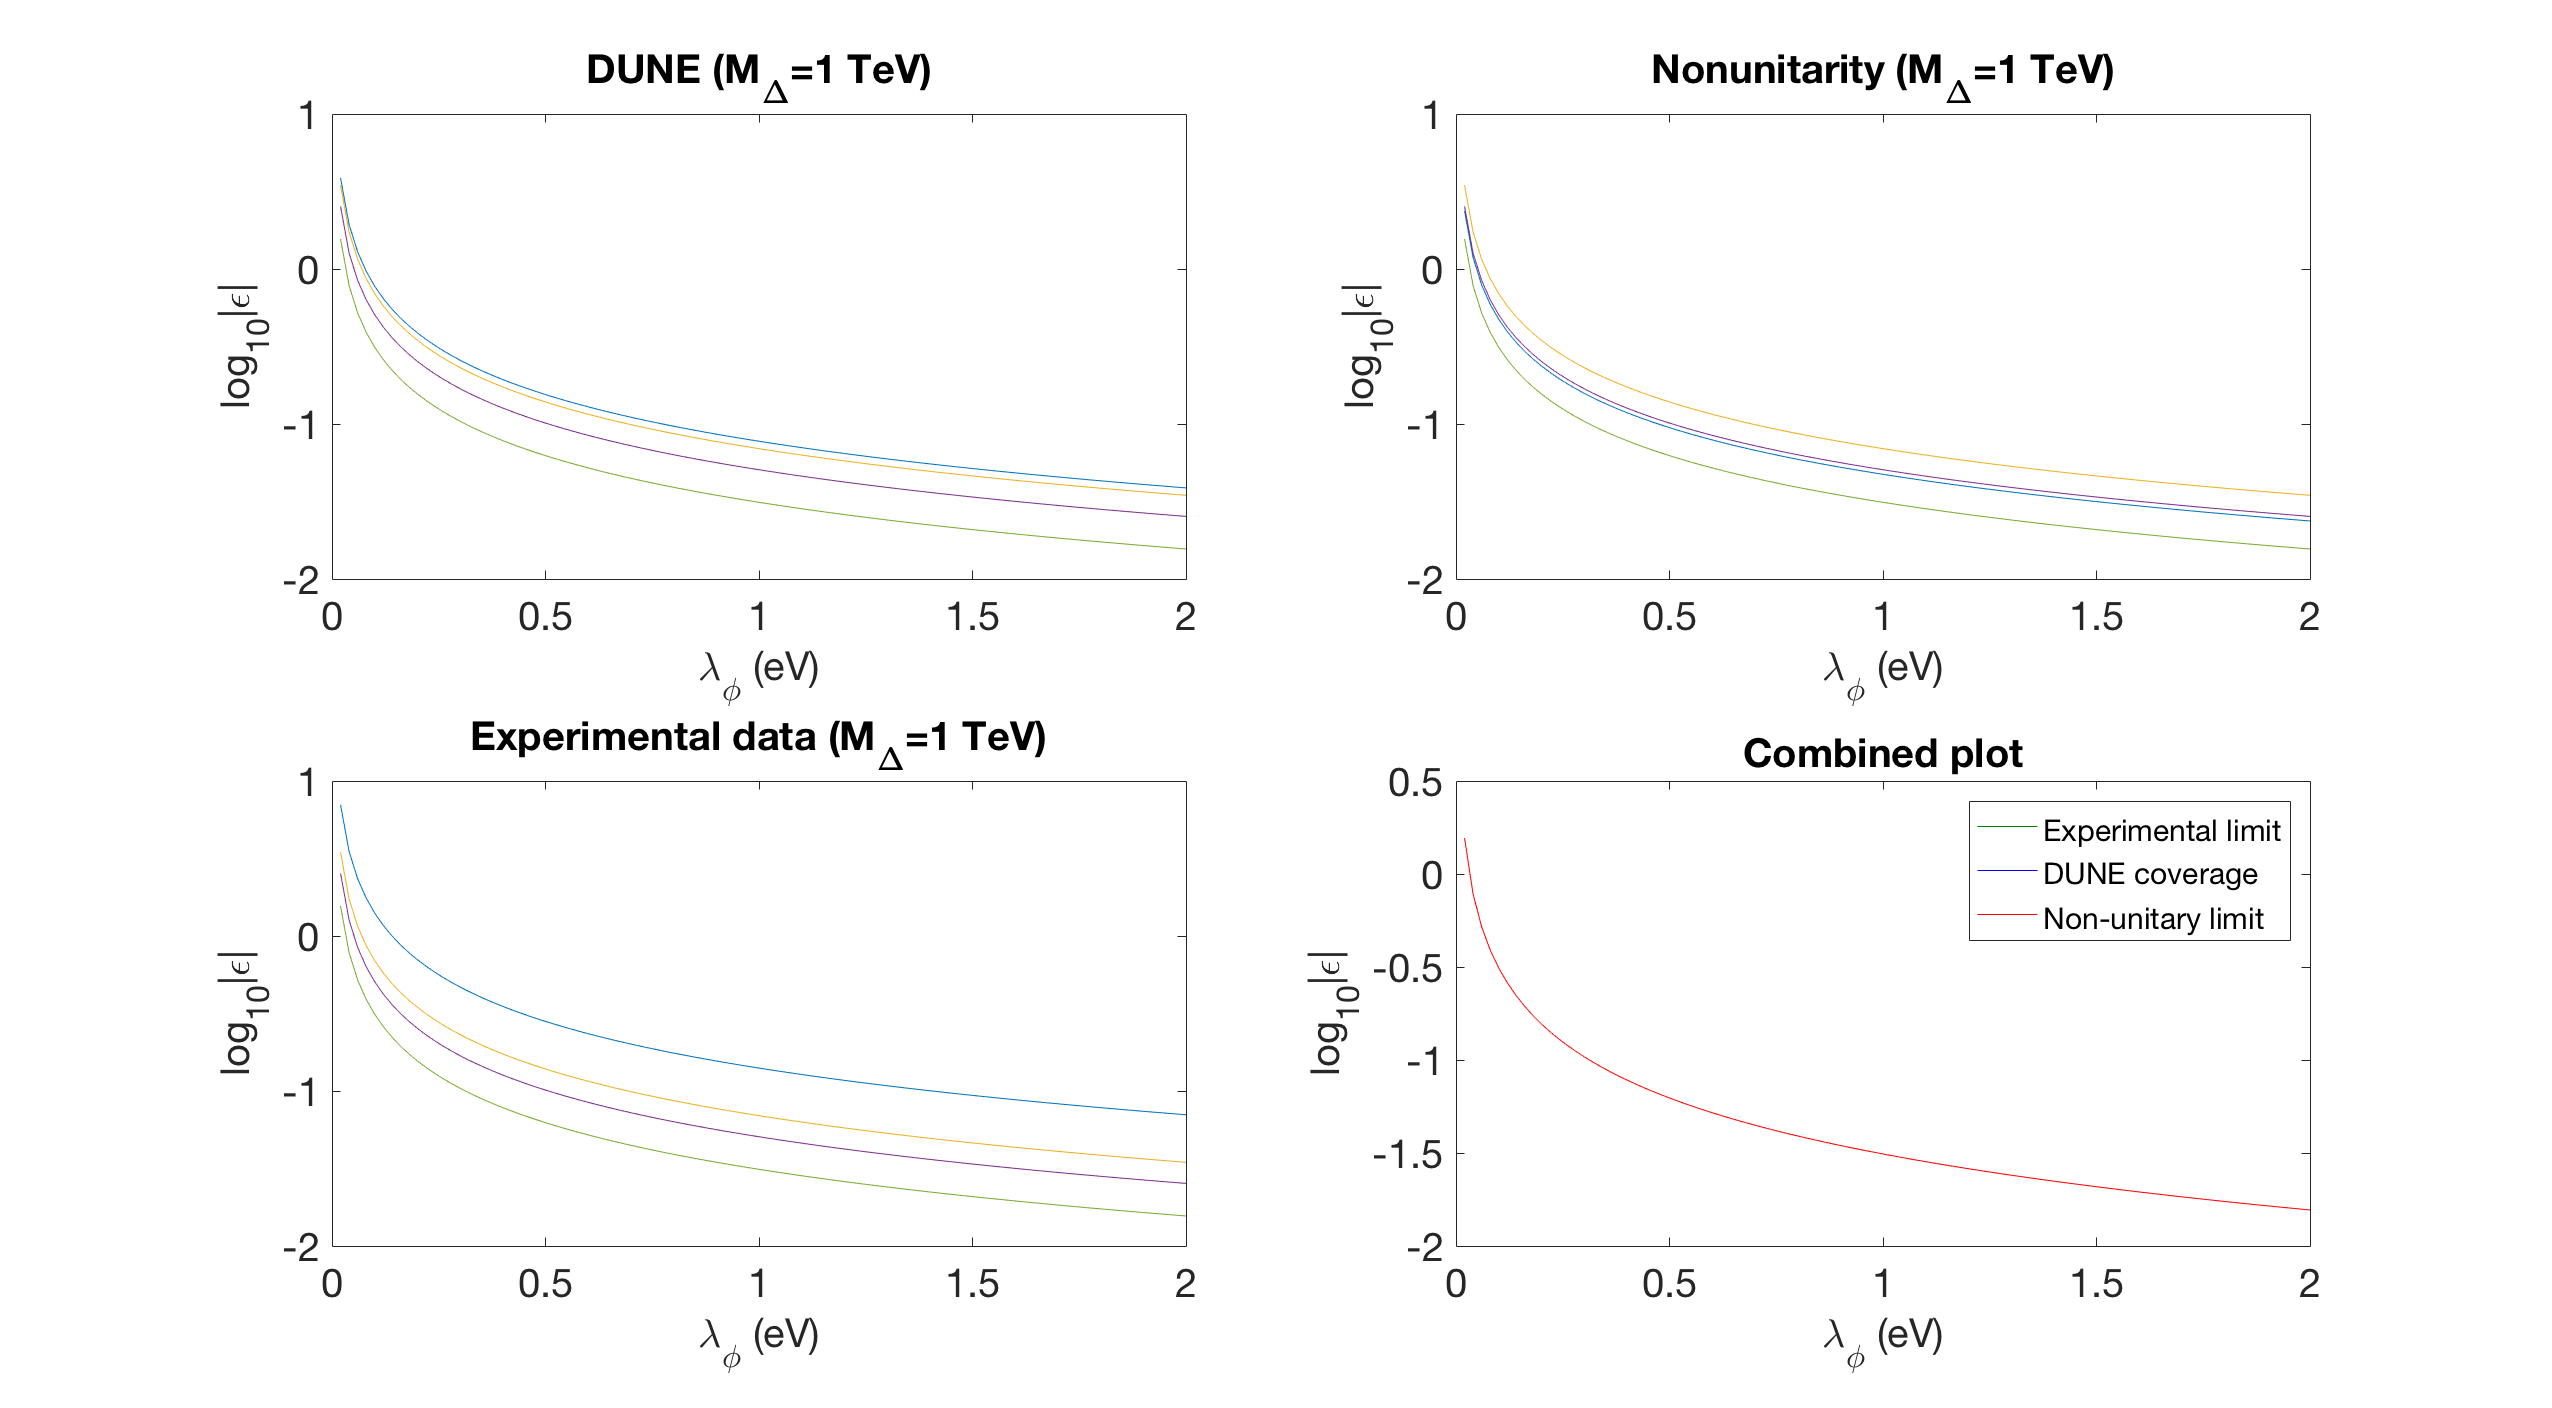 DUNE (M_Δ=1 TeV)
1
0
-1
-2
log_10|ϵ|
0 0.5 1 1.5 2
λ_ϕ (eV)
Nonunitarity (M_Δ=1 TeV)
1
0
-1
-2
log_10|ϵ|
0 0.5 1 1.5 2
λ_ϕ (eV)
Experimental data (M_Δ=1 TeV)
1
0
-1
-2
log_10|ϵ|
0 0.5 1 1.5 2
λ_ϕ (eV)
Combined plot
0.5
0
-0.5
-1
-1.5
-2
log_10|ϵ|
Experimental limit
DUNE coverage
Non-unitary limit
0 0.5 1 1.5 2
λ_ϕ (eV)